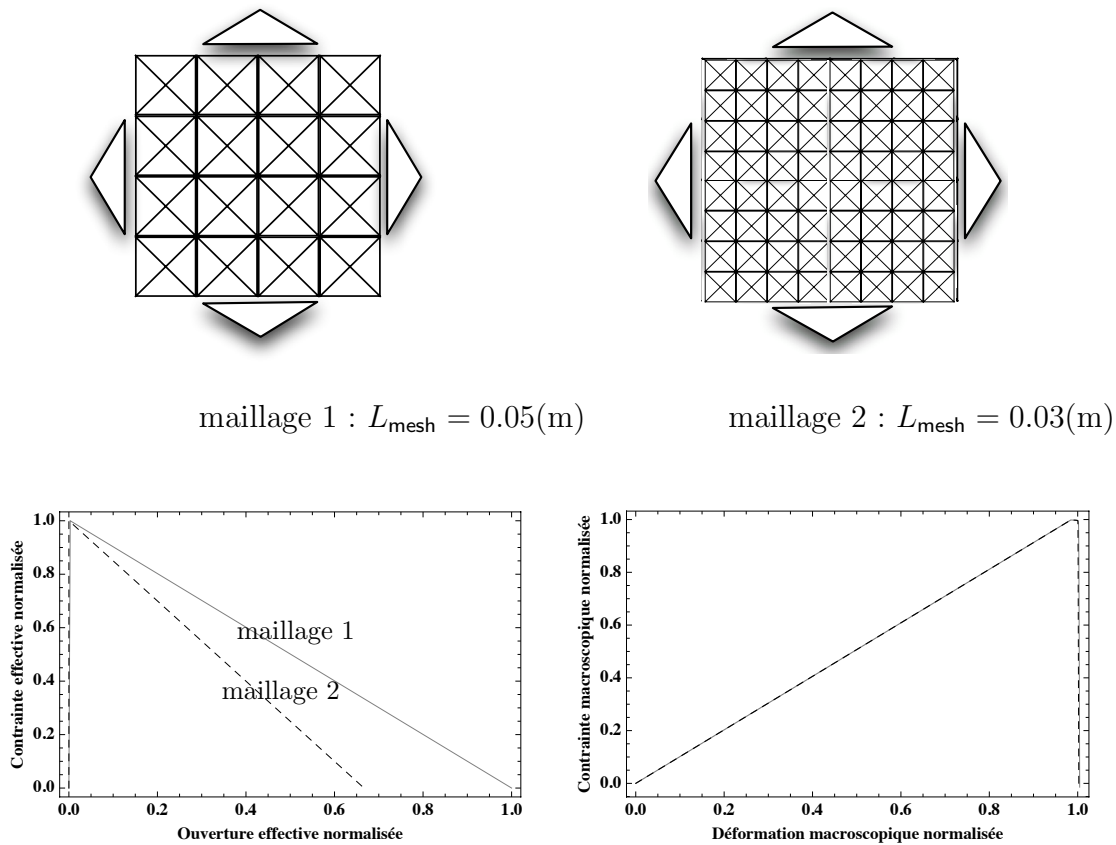 maillage 1 : Lmesh = 0.05(m)
maillage 2 : Lmesh = 0.03(m)
Contrainte effective normalisée
1.0
0.8
0.6
0.4
0.2
0.0
maillage 1
maillage 2
0.0 0.2 0.4 0.6 0.8 1.0
Ouverture effective normalisée
Contrainte macroscopique normalisée
1.0
0.8
0.6
0.4
0.2
0.0
0.0 0.2 0.4 0.6 0.8 1.0
Déformation macroscopique normalisée